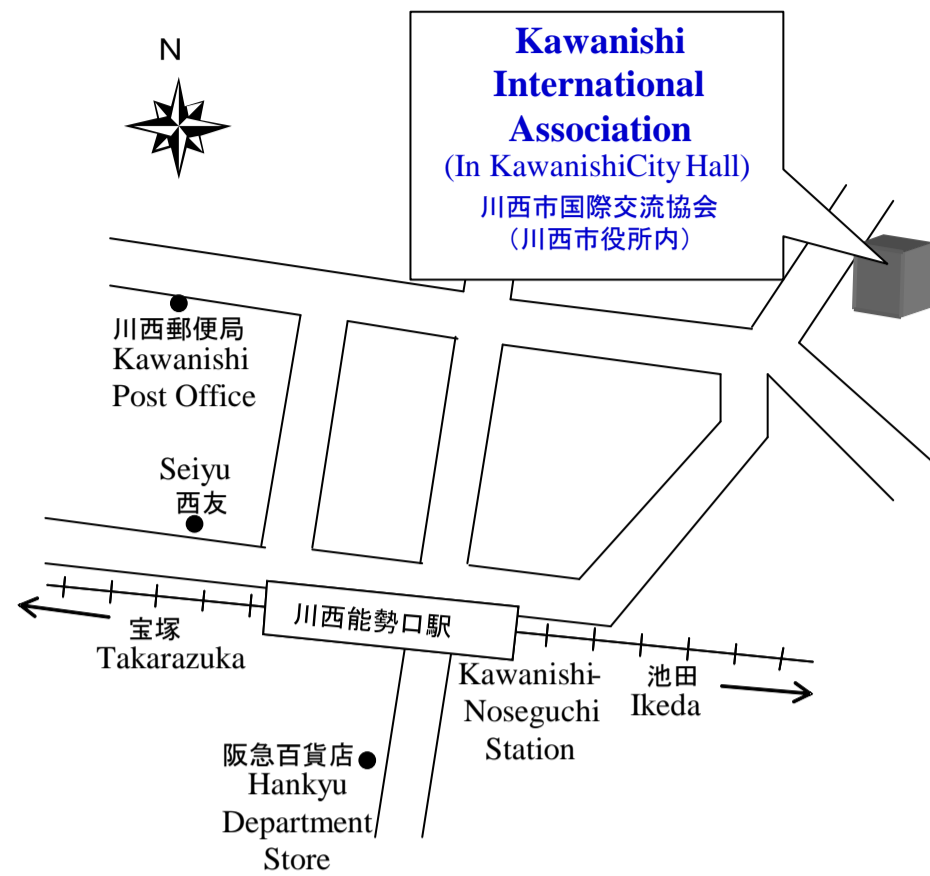 N
Kawanishi
International
Association
(In KawanishiCity Hall)
川西市国際交流協会
（川西市役所内）
川西郵便局
Kawanishi
Post Office
Seiyu
西友
川西能勢口駅
宝塚
Takarazuka
Kawanishi-
Noseguchi
Station
池田
Ikeda
阪急百貨店
Hankyu
Department
Store